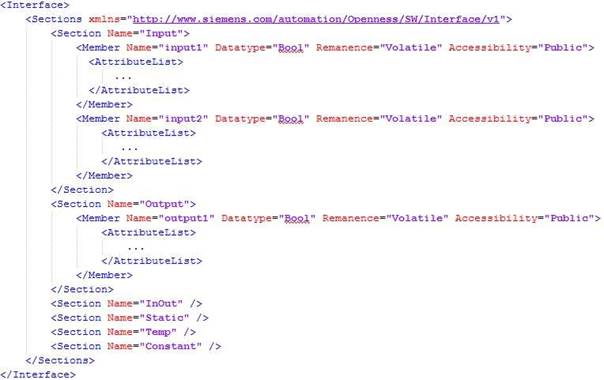 <Interface>
<Sections xmlns="http://www.siemens.com/automation/Openness/SW/Interface/v1">
<Section Name="Input">
<Member Name="input1" Datatype="Bool" Remanence="Volatile" Accessibility="Public">
<AttributeList>
...
</AttributeList>
</Member>
<Member Name="input2" Datatype="Bool" Remanence="Volatile" Accessibility="Public">
<AttributeList>
...
</AttributeList>
</Member>
</Section>
<Section Name="Output">
<Member Name="output1" Datatype="Bool" Remanence="Volatile" Accessibility="Public">
<AttributeList>
...
</AttributeList>
</Member>
</Section>
<Section Name="InOut" />
<Section Name="Static" />
<Section Name="Temp" />
<Section Name="Constant" />
</Sections>
</Interface>